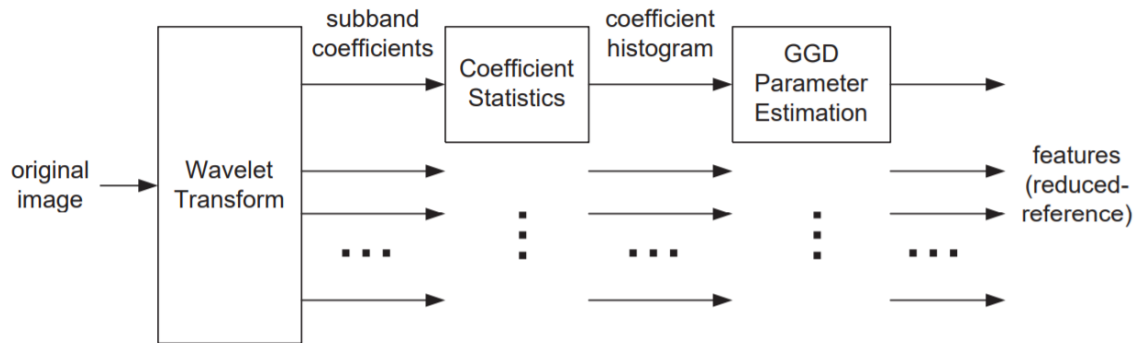 subband
coefficients
coefficient
histogram
Coefficient
Statistics
GGD
Parameter
Estimation
original
image
Wavelet
Transform
features
(reduced-
reference)